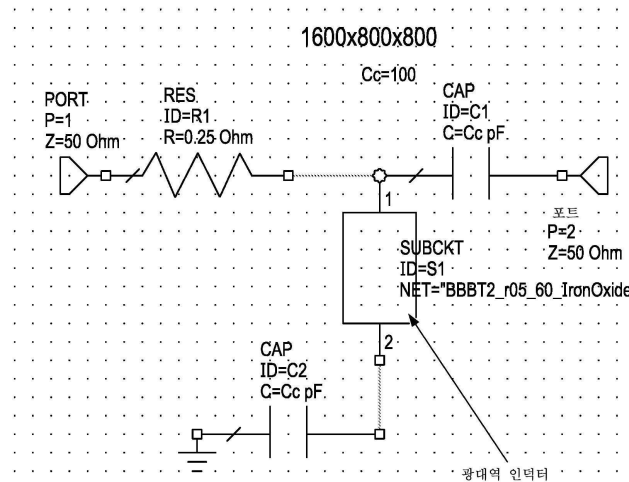 1600x800x800
Cc=100
PORT
P=1
Z=50 Ohm
RES
ID=R1
R=0.25 Ohm
CAP
ID=C1
C=Cc pF
1
포트
P=2
Z=50 Ohm
SUBCKT
ID=S1
NET="BBBT2_r05_60_IronOxide
2
CAP
ID=C2
C=Cc pF
광대역 인덕터